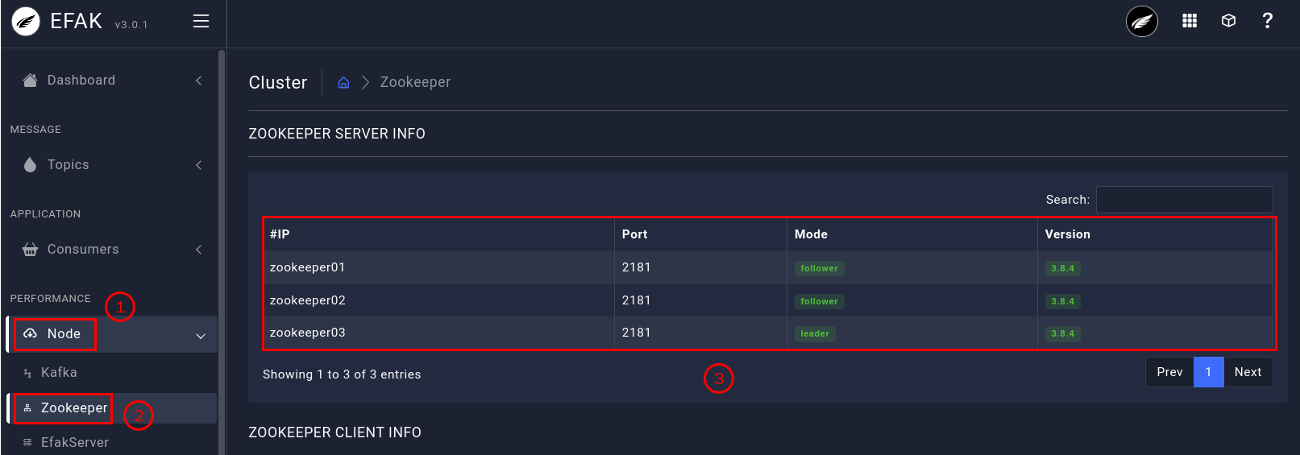 EFAK v3.0.1
Dashboard
MESSAGE
Topics
APPLICATION
Consumers
PERFORMANCE
1
Node
Kafka
Zookeeper
2
EfakServer
?
Cluster Zookeeper
ZOOKEEPER SERVER INFO
Search:
#IP Port Mode Version
zookeeper01 2181 follower 3.8.4
zookeeper02 2181 follower 3.8.4
zookeeper03 2181 leader 3.8.4
Showing 1 to 3 of 3 entries
3
Prev 1 Next
ZOOKEEPER CLIENT INFO